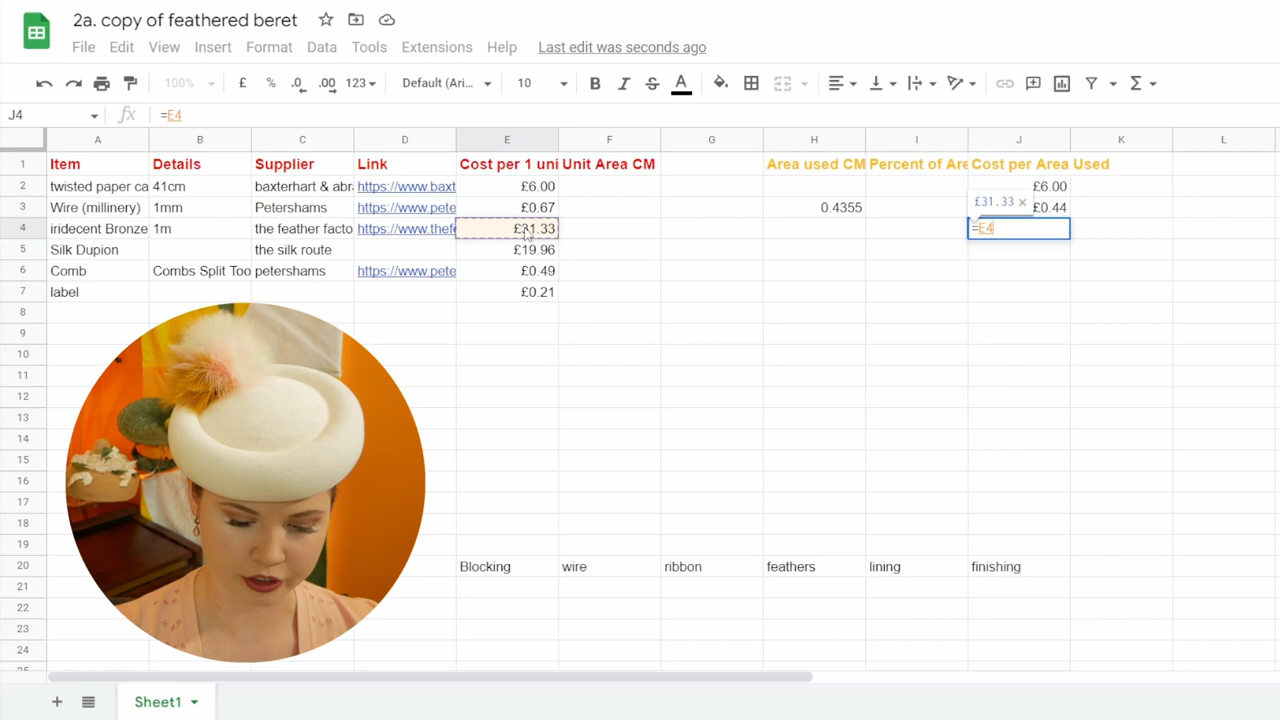 2a. copy of feathered beret
File Edit View Insert Format Data Tools Extensions Help Last edit was seconds ago
100% £ % .0 .00 123 Default (Ari... 10 B I S A
J4 fx =E4
A B C D E F G H I J K L
1 Item Details Supplier Link Cost per 1 uni Unit Area CM Area used CM Percent of Are Cost per Area Used
2 twisted paper ca 41cm baxterhart & abra https://www.baxt £6.00 £6.00
3 Wire (millinery) 1mm Petershams https://www.pete £0.67 0.4355 £31.33 × £0.44
4 iridecent Bronze 1m the feather facto https://www.thefe £31.33 =E4
5 Silk Dupion the silk route £19.96
6 Comb Combs Split Too petershams https://www.pete £0.49
7 label £0.21
8
9
10
11
12
13
14
15
16
17
18
19
20 Blocking wire ribbon feathers lining finishing
21
22
23
24
Sheet1